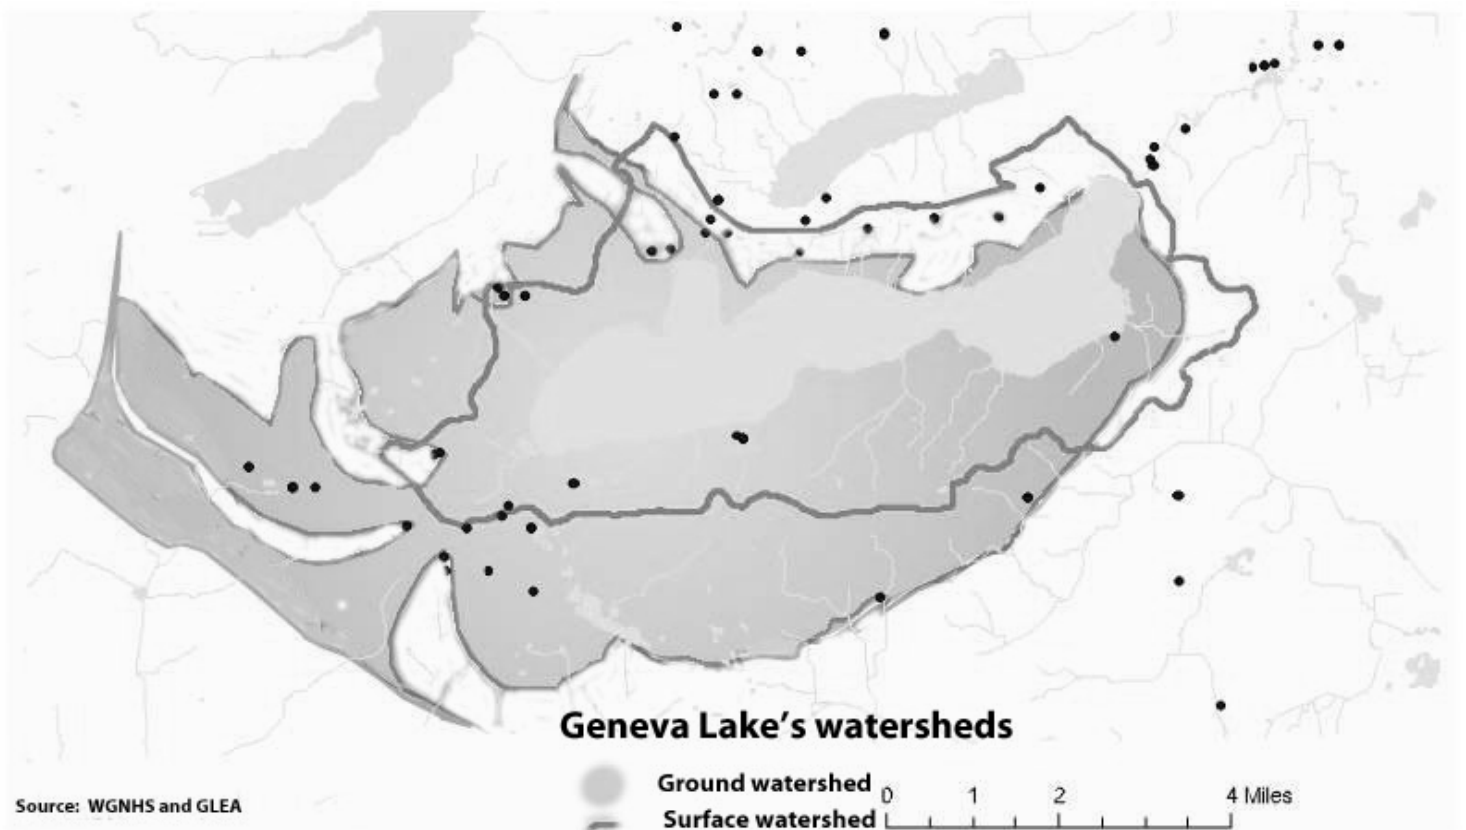 Geneva Lake's watersheds
Ground watershed
Surface watershed
0 1 2 4 Miles
Source: WGNHS and GLEA